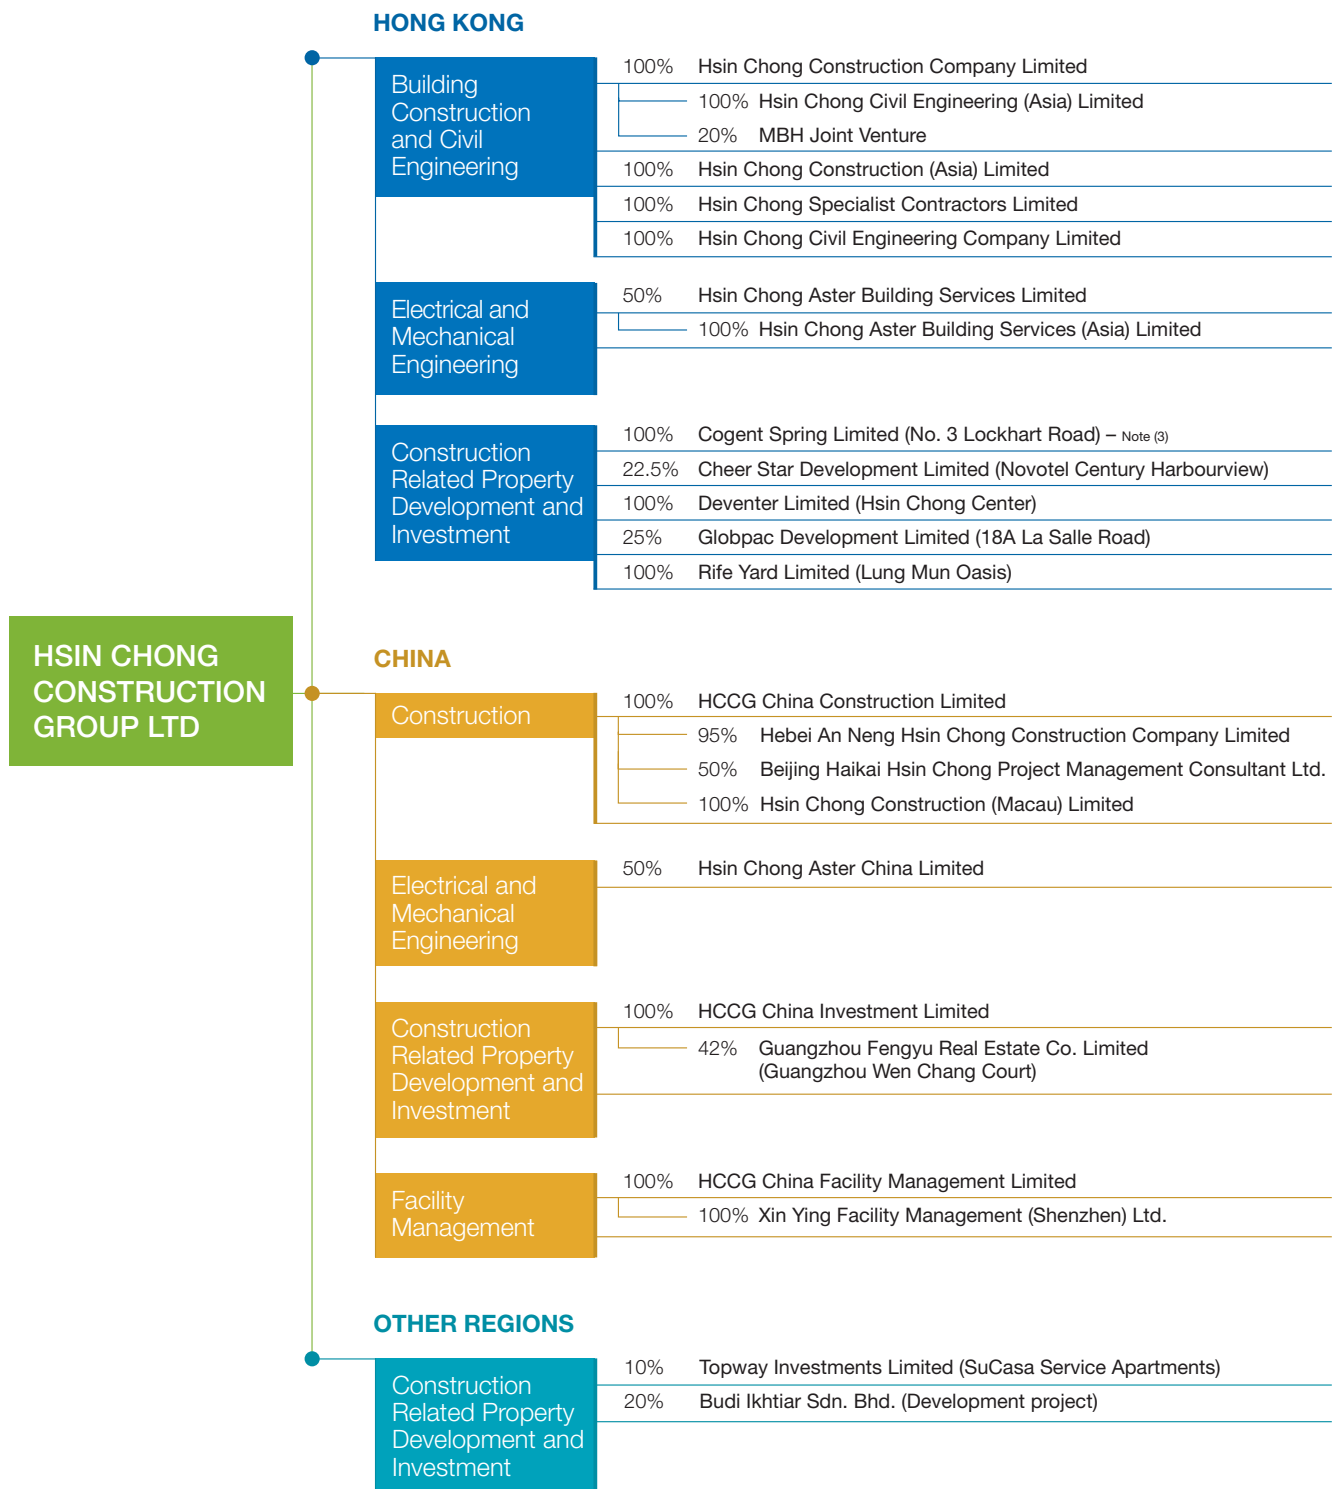 HONG KONG
Building
Construction
and Civil
Engineering
100% Hsin Chong Construction Company Limited
100% Hsin Chong Civil Engineering (Asia) Limited
20% MBH Joint Venture
100% Hsin Chong Construction (Asia) Limited
100% Hsin Chong Specialist Contractors Limited
100% Hsin Chong Civil Engineering Company Limited
Electrical and
Mechanical
Engineering
50% Hsin Chong Aster Building Services Limited
100% Hsin Chong Aster Building Services (Asia) Limited
Construction
Related Property
Development and
Investment
100% Cogent Spring Limited (No. 3 Lockhart Road) – Note (3)
22.5% Cheer Star Development Limited (Novotel Century Harbourview)
100% Deventer Limited (Hsin Chong Center)
25% Globpac Development Limited (18A La Salle Road)
100% Rife Yard Limited (Lung Mun Oasis)
HSIN CHONG
CONSTRUCTION
GROUP LTD
CHINA
Construction
100% HCCG China Construction Limited
95% Hebei An Neng Hsin Chong Construction Company Limited
50% Beijing Haikai Hsin Chong Project Management Consultant Ltd.
100% Hsin Chong Construction (Macau) Limited
Electrical and
Mechanical
Engineering
50% Hsin Chong Aster China Limited
Construction
Related Property
Development and
Investment
100% HCCG China Investment Limited
42% Guangzhou Fengyu Real Estate Co. Limited
(Guangzhou Wen Chang Court)
Facility
Management
100% HCCG China Facility Management Limited
100% Xin Ying Facility Management (Shenzhen) Ltd.
OTHER REGIONS
Construction
Related Property
Development and
Investment
10% Topway Investments Limited (SuCasa Service Apartments)
20% Budi Ikhtiar Sdn. Bhd. (Development project)